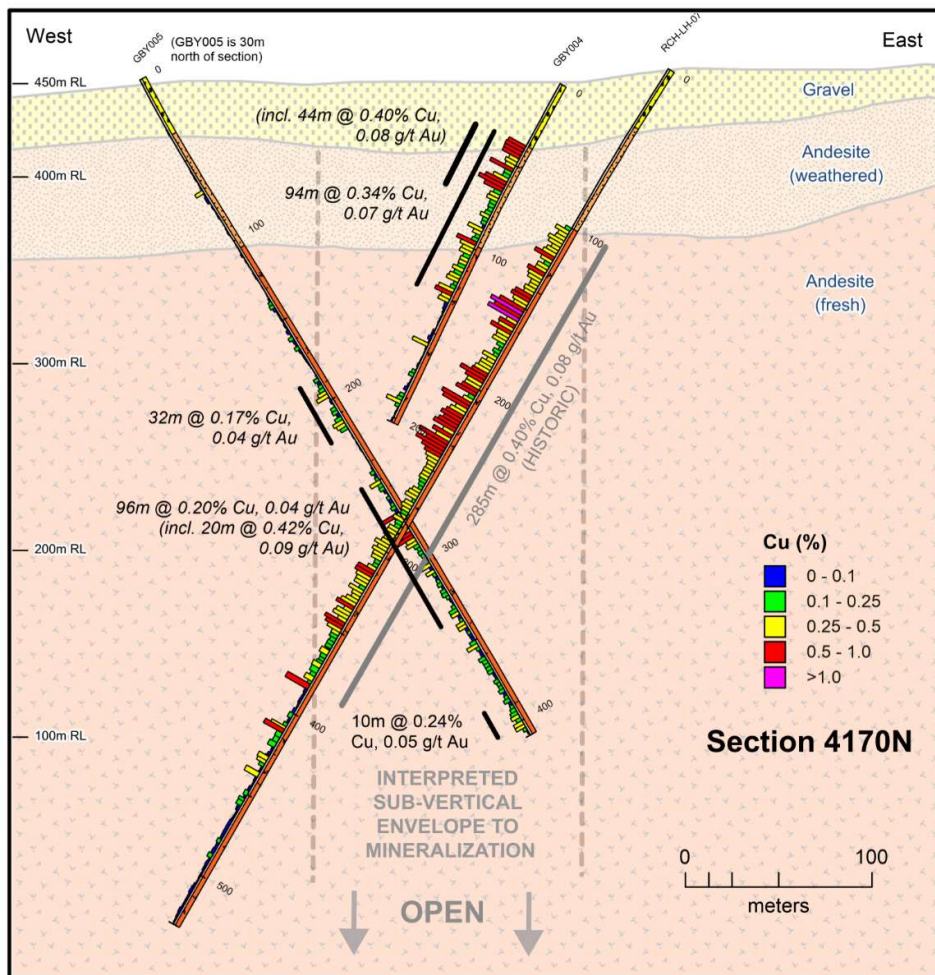 West
GBY005
0
(GBY005 is 30m
north of section)
GBY004
0
RCH-LH-07
0
East
450m RL
Gravel
(incl. 44m @ 0.40% Cu,
0.08 g/t Au)
400m RL
Andesite
(weathered)
94m @ 0.34% Cu,
0.07 g/t Au
100
100
100
Andesite
(fresh)
300m RL
200
200
32m @ 0.17% Cu,
0.04 g/t Au
285m @ 0.40% Cu, 0.08 g/t Au
(HISTORIC)
96m @ 0.20% Cu, 0.04 g/t Au
(incl. 20m @ 0.42% Cu,
0.09 g/t Au)
200m RL
300
Cu (%)
0 - 0.1
0.1 - 0.25
0.25 - 0.5
0.5 - 1.0
>1.0
400
400
100m RL
10m @ 0.24%
Cu, 0.05 g/t Au
Section 4170N
INTERPRETED
SUB-VERTICAL
ENVELOPE TO
MINERALIZATION
0
100
meters
500
OPEN